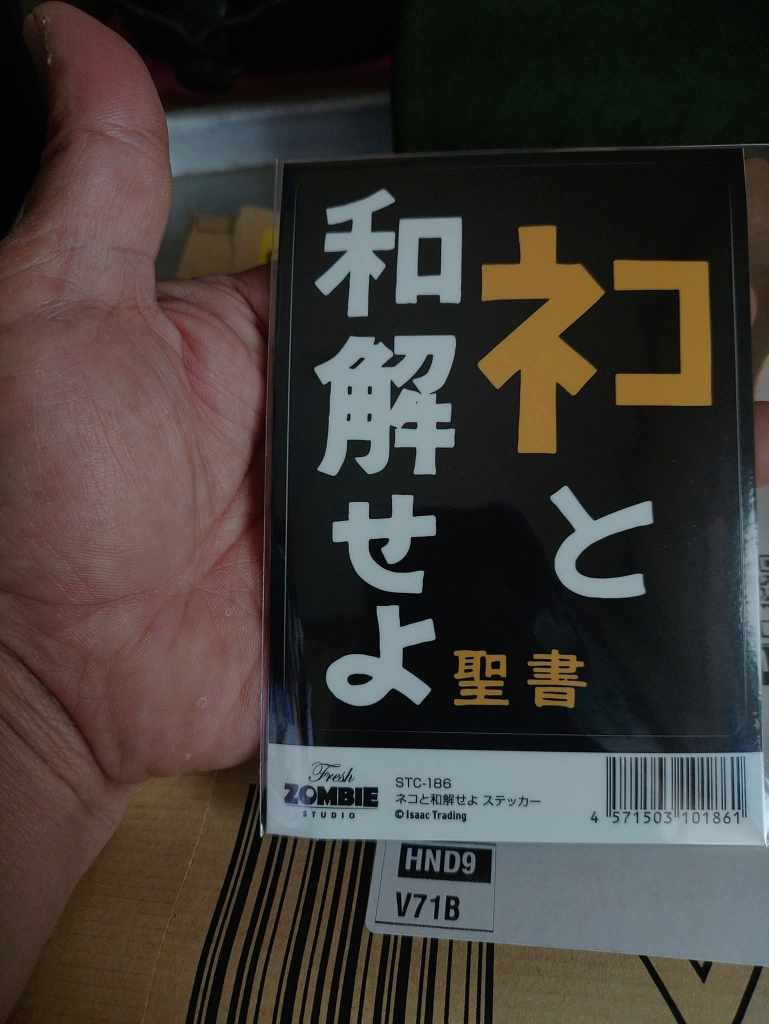 ネコと
和解せよ
聖書
Fresh
ZOMBIE
STUDIO
STC-186
ネコと和解せよ ステッカー
© Isaac Trading
4 571503 101861
HND9
V71B